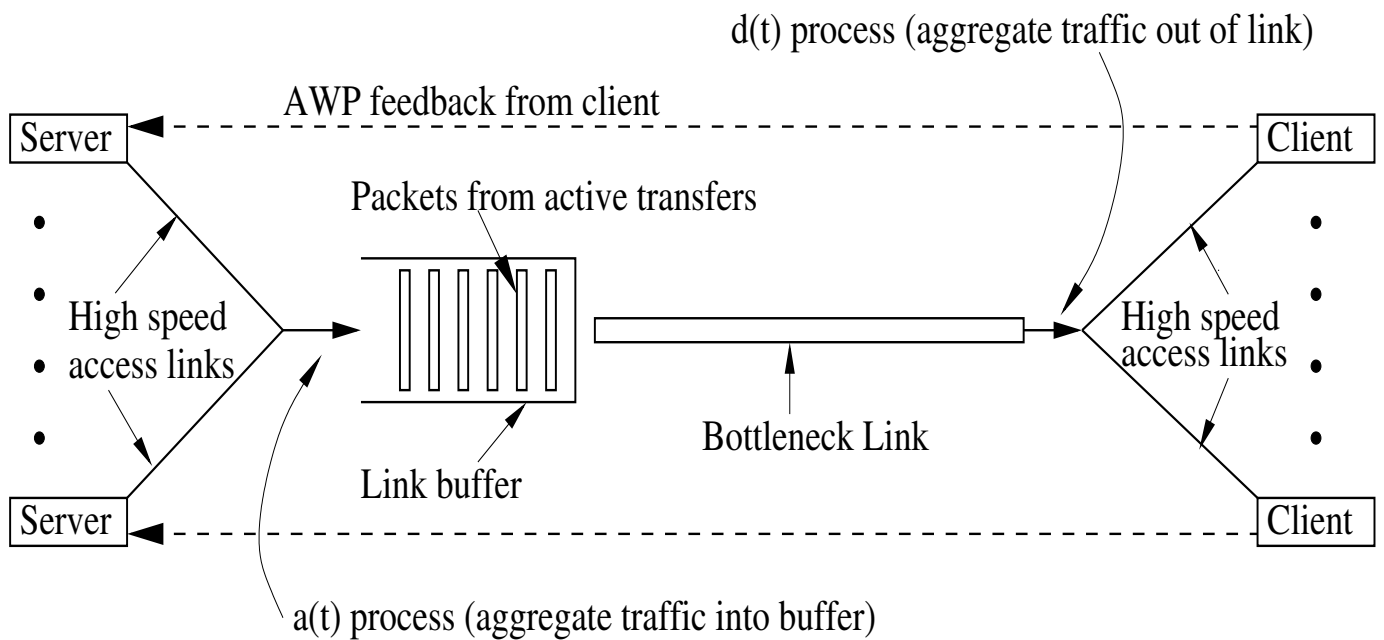 d(t) process (aggregate traffic out of link)
AWP feedback from client
Server
Client
Packets from active transfers
High speed
access links
High speed
access links
Bottleneck Link
Link buffer
Server
Client
a(t) process (aggregate traffic into buffer)